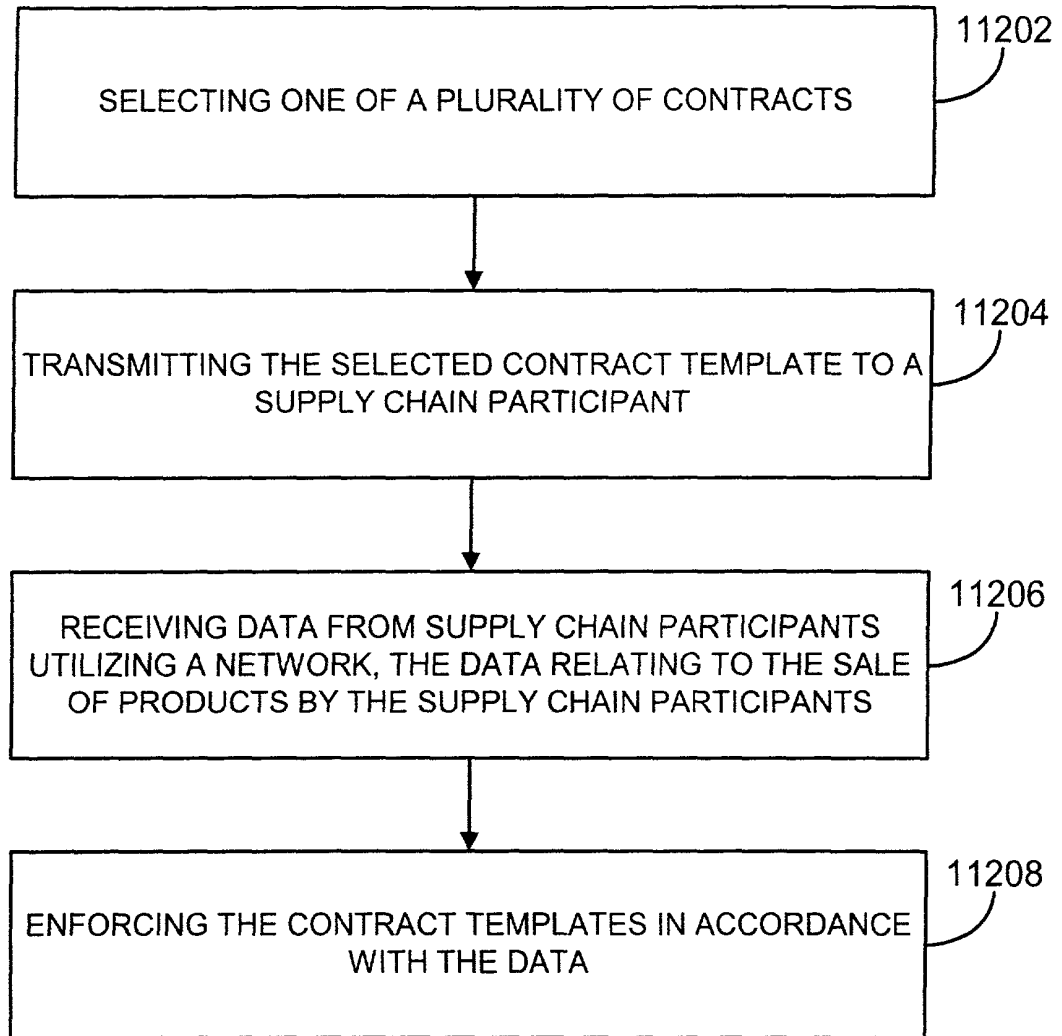 11202
SELECTING ONE OF A PLURALITY OF CONTRACTS
11204
TRANSMITTING THE SELECTED CONTRACT TEMPLATE TO A
SUPPLY CHAIN PARTICIPANT
11206
RECEIVING DATA FROM SUPPLY CHAIN PARTICIPANTS
UTILIZING A NETWORK, THE DATA RELATING TO THE SALE
OF PRODUCTS BY THE SUPPLY CHAIN PARTICIPANTS
11208
ENFORCING THE CONTRACT TEMPLATES IN ACCORDANCE
WITH THE DATA